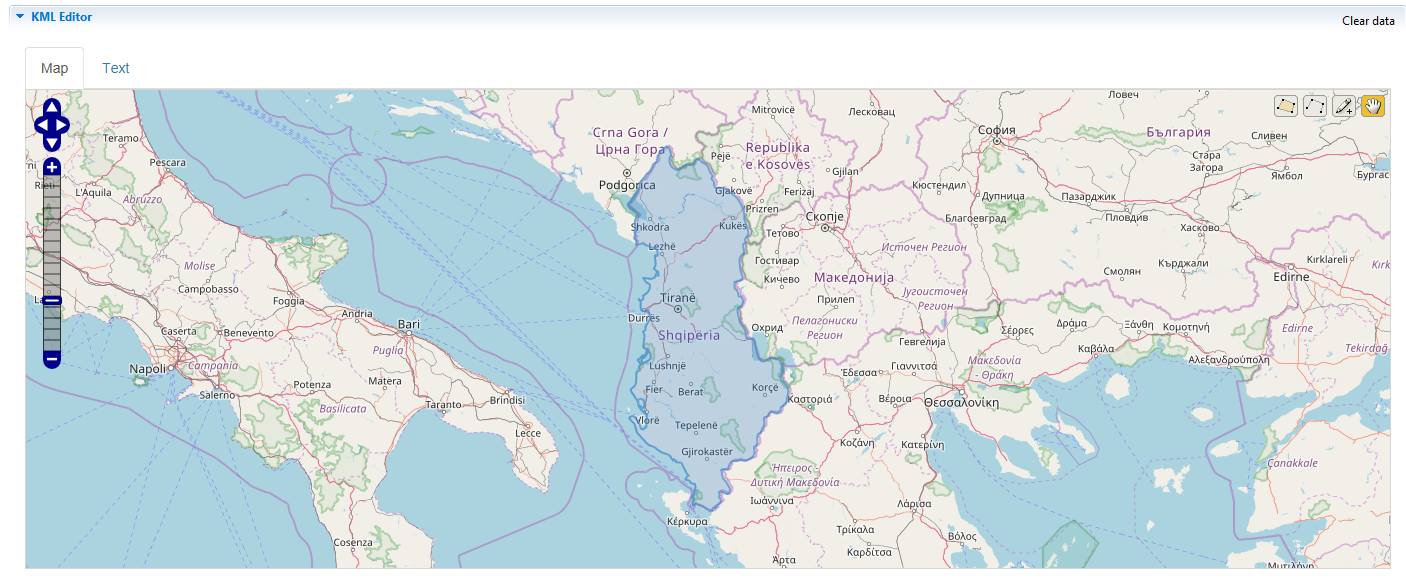 KML Editor
Clear data
Map
Text
Ловеч
Mitrovicë
Лесковац
София
България
Сливен
Crna Gora /
Црна Гора
Republika
e Kosovës
Teramo
Pescara
Pejë
Стара
Загора
Ямбол
Rieti
L'Aquila
Abruzzo
Podgorica
Gjakovë
Ferizaj
Gjilan
Кюстендил
Дупница
Пазарджик
Пловдив
Prizren
Скопје
Благоевград
Хасково
Shkodra
Kukës
Тетово
Lezhë
Източен Регион
Гостивар
Кърджали
Смолян
Kirklareli
Edirne
Molise
Campobasso
Foggia
Кичево
Македонија
Југоисточен
Регион
Прилеп
Tiranë
Andria
Bari
Durrës
Пелагониски
Регион
Охрид
Δράμα
Ξάνθη
Κομοτηνή
Edirne
Σέρρες
Caserta
Benevento
Shqipëria
Гевгелија
Καβάλα
Tekirdağ
Puglia
Αλεξανδρούπολη
Napoli
Campania
Lushnjë
Μακεδονία
- Θράκη
Έδεσσα
Γιαννιτσά
Salerno
Potenza
Matera
Fier
Berat
Korçë
Basilicata
Taranto
Brindisi
Καστοριά
Βέροια
Θεσσαλονίκη
Vlorë
Tepelenë
Lecce
Κοζάνη
Κατερίνη
Gjirokastër
Ήπειρος -
Δυτική Μακεδονία
Çanakkale
Ιωάννινα
Λάρισα
Κέρκυρα
Τρίκαλα
Βόλος
Cosenza
Καρδίτσα
Άρτα
Μυτιλήνη